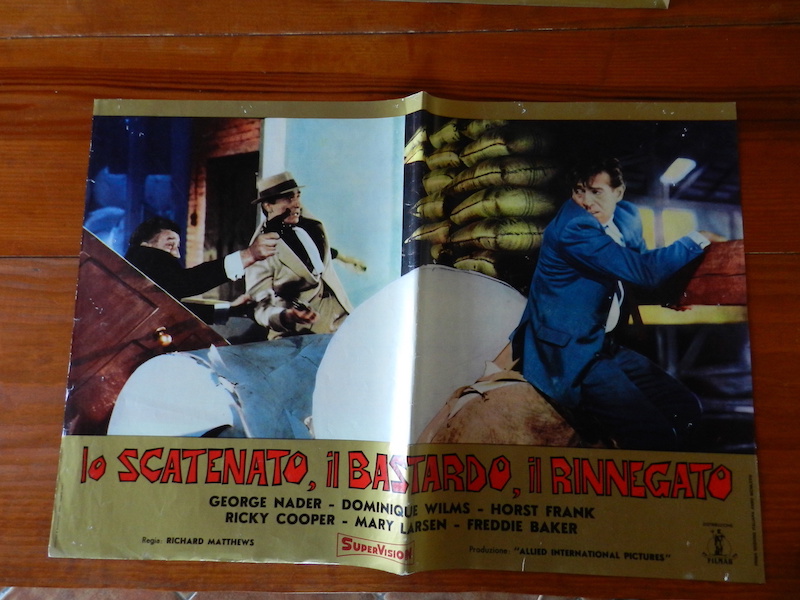 Io SCATENATO, il BASTARDO, il RINNEGATO
GEORGE NADER - DOMINIQUE WILMS - HORST FRANK
RICKY COOPER - MARY LARSEN - FREDDIE BAKER
Regia: RICHARD MATTHEWS
SUPERVISION
Produzione: "ALLIED INTERNATIONAL PICTURES"
FILMAR